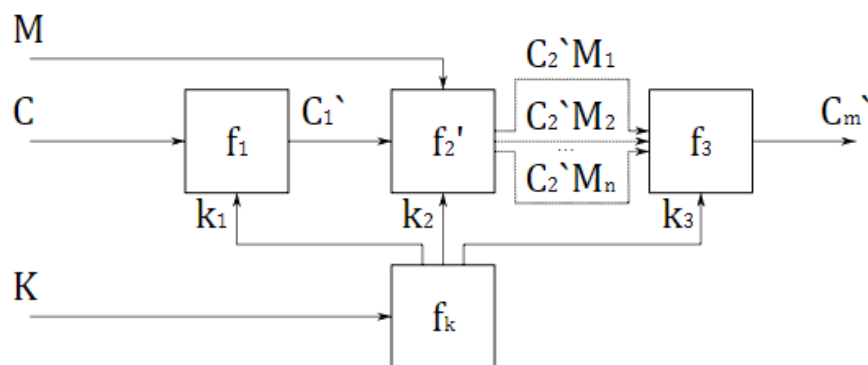 M
C₂`M₁
C
C₁`
C₂`M₂
Cₘ`
f₁
f₂'
...
f₃
C₂`Mₙ
k₁
k₂
k₃
K
fₖ